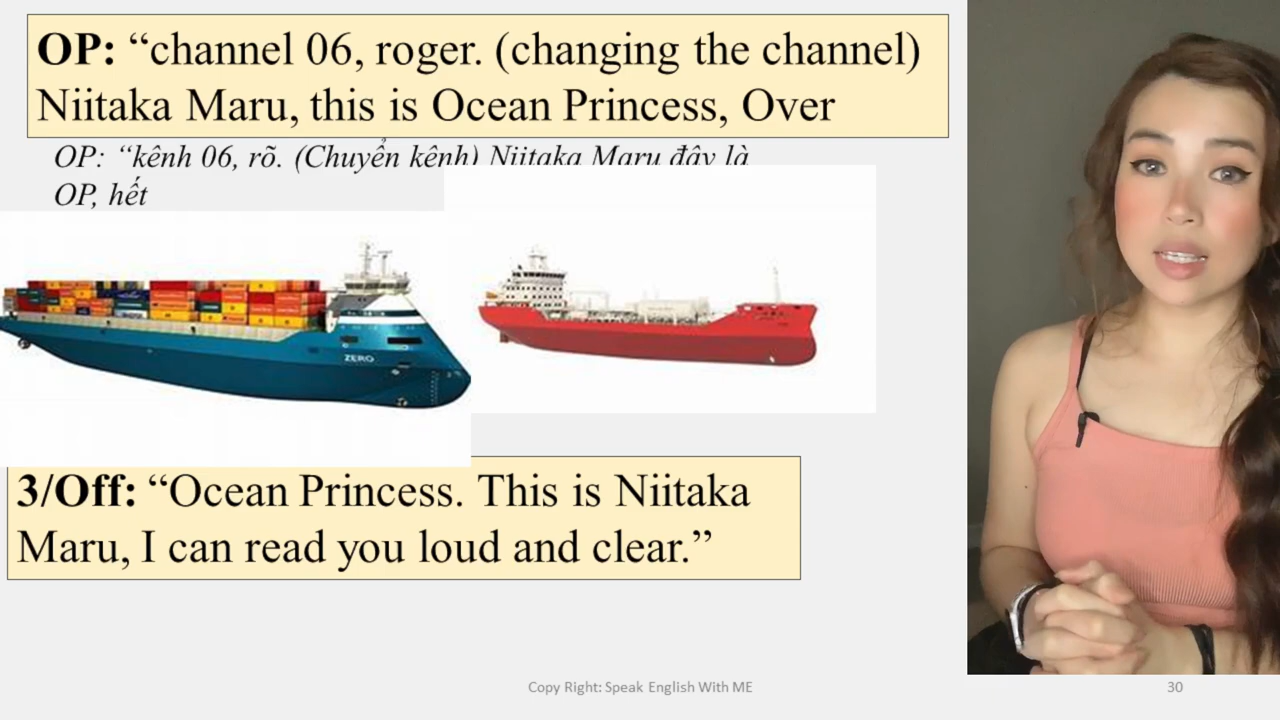 OP: “channel 06, roger. (changing the channel)
Niitaka Maru, this is Ocean Princess, Over
OP: “kênh 06, rõ. (Chuyển kênh) Niitaka Maru đây là
OP, hết
ZERO
3/Off: “Ocean Princess. This is Niitaka
Maru, I can read you loud and clear.”
Copy Right: Speak English With ME
30